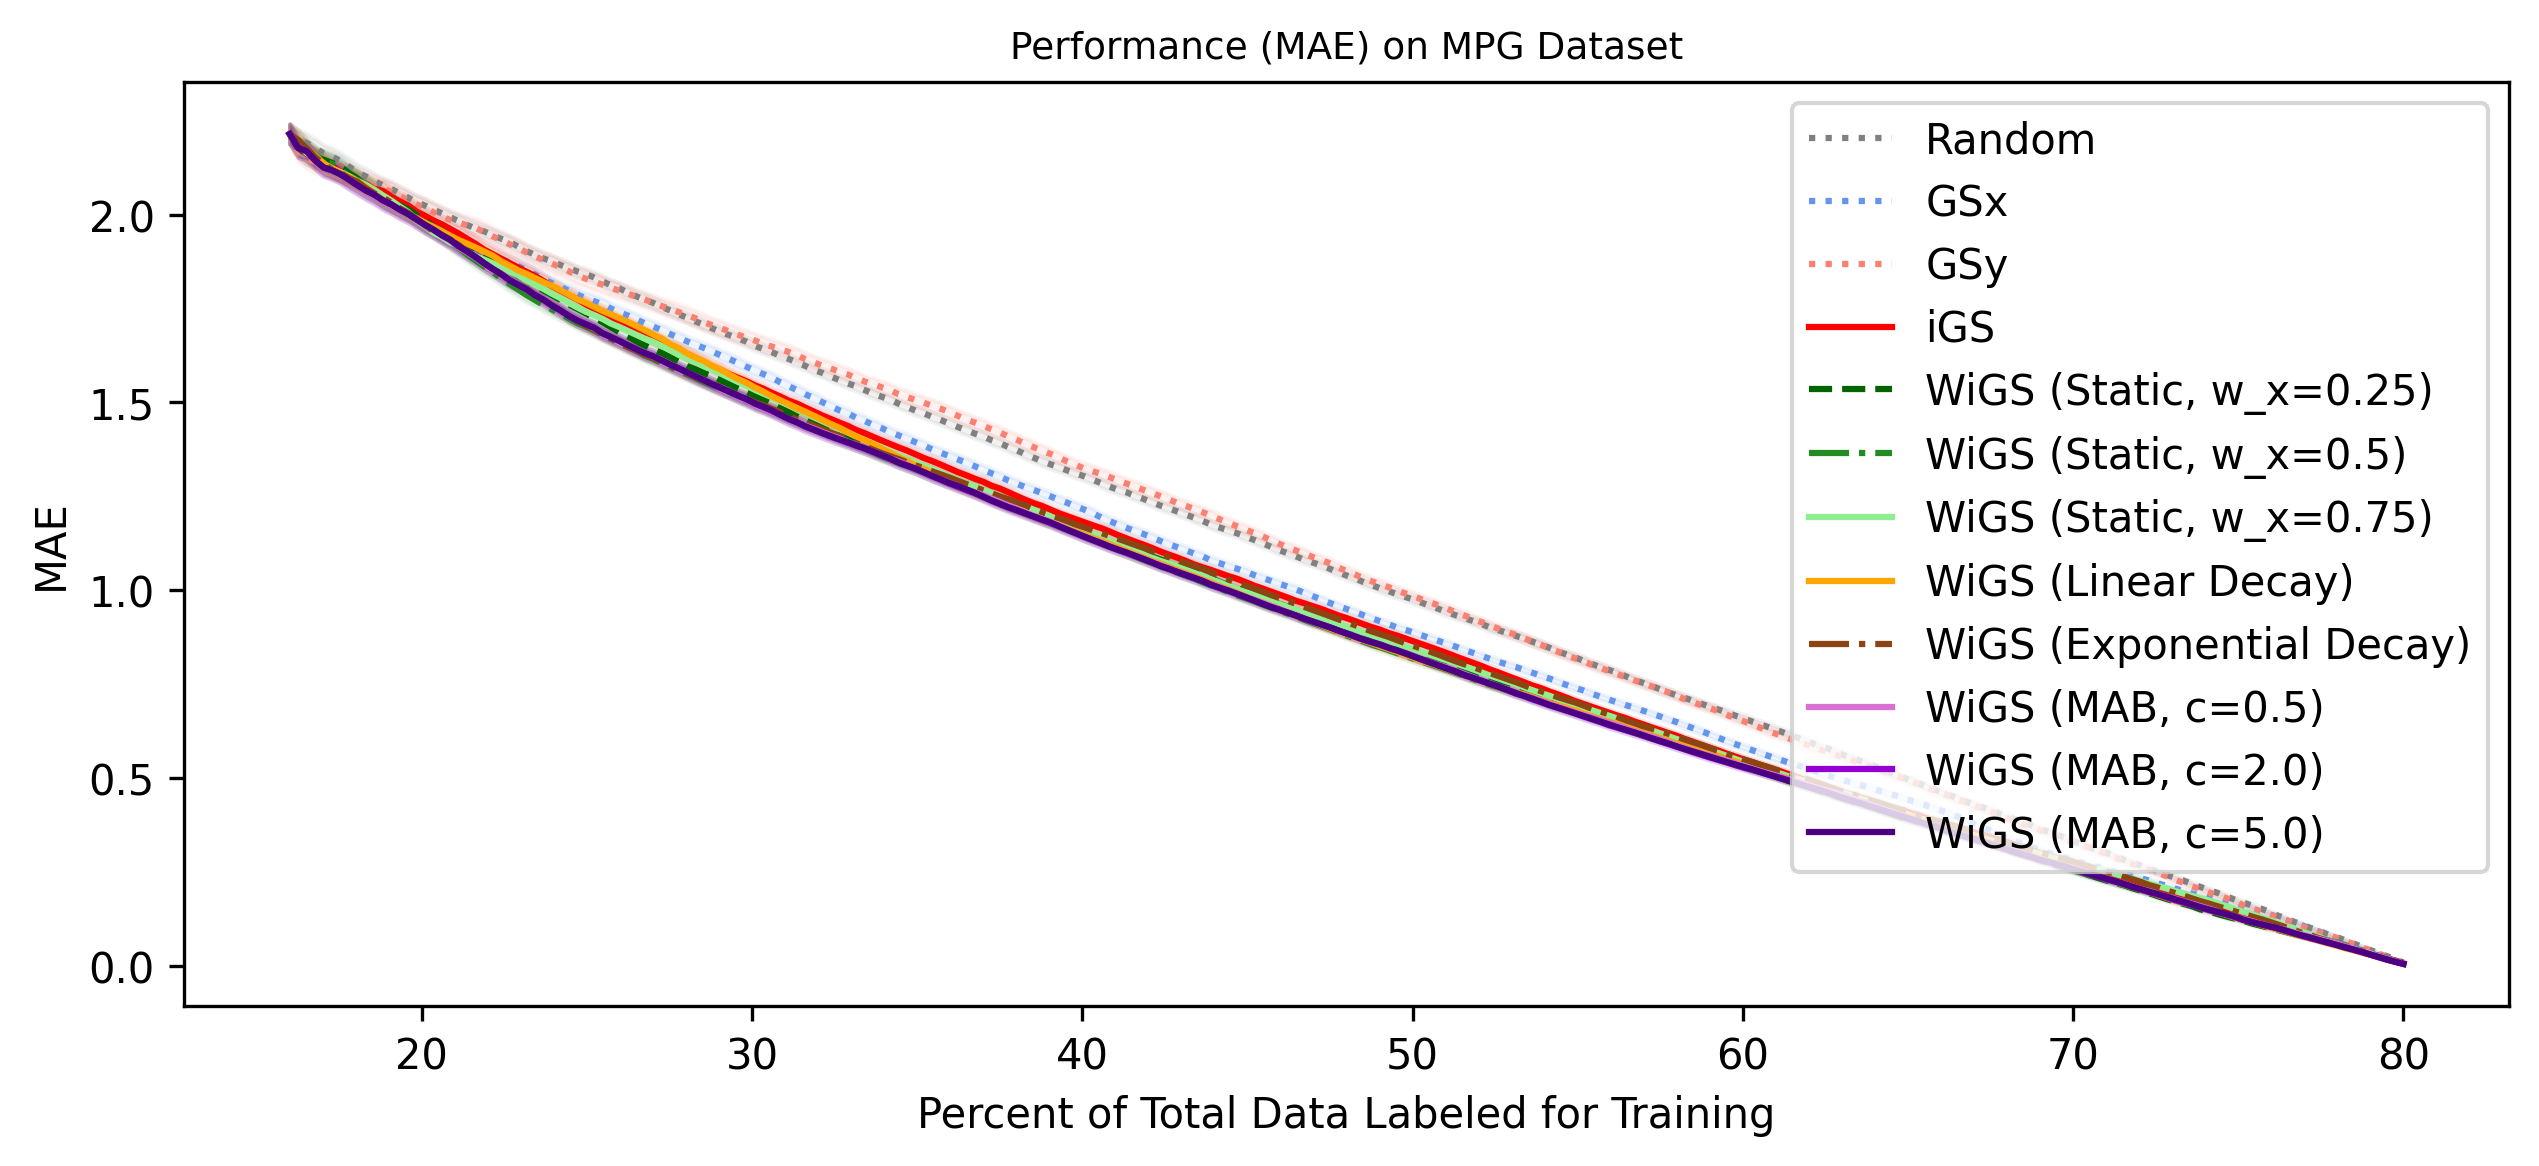 Performance (MAE) on MPG Dataset
MAE
2.0
1.5
1.0
0.5
0.0
Random
GSx
GSy
iGS
WiGS (Static, w_x=0.25)
WiGS (Static, w_x=0.5)
WiGS (Static, w_x=0.75)
WiGS (Linear Decay)
WiGS (Exponential Decay)
WiGS (MAB, c=0.5)
WiGS (MAB, c=2.0)
WiGS (MAB, c=5.0)
20 30 40 50 60 70 80
Percent of Total Data Labeled for Training